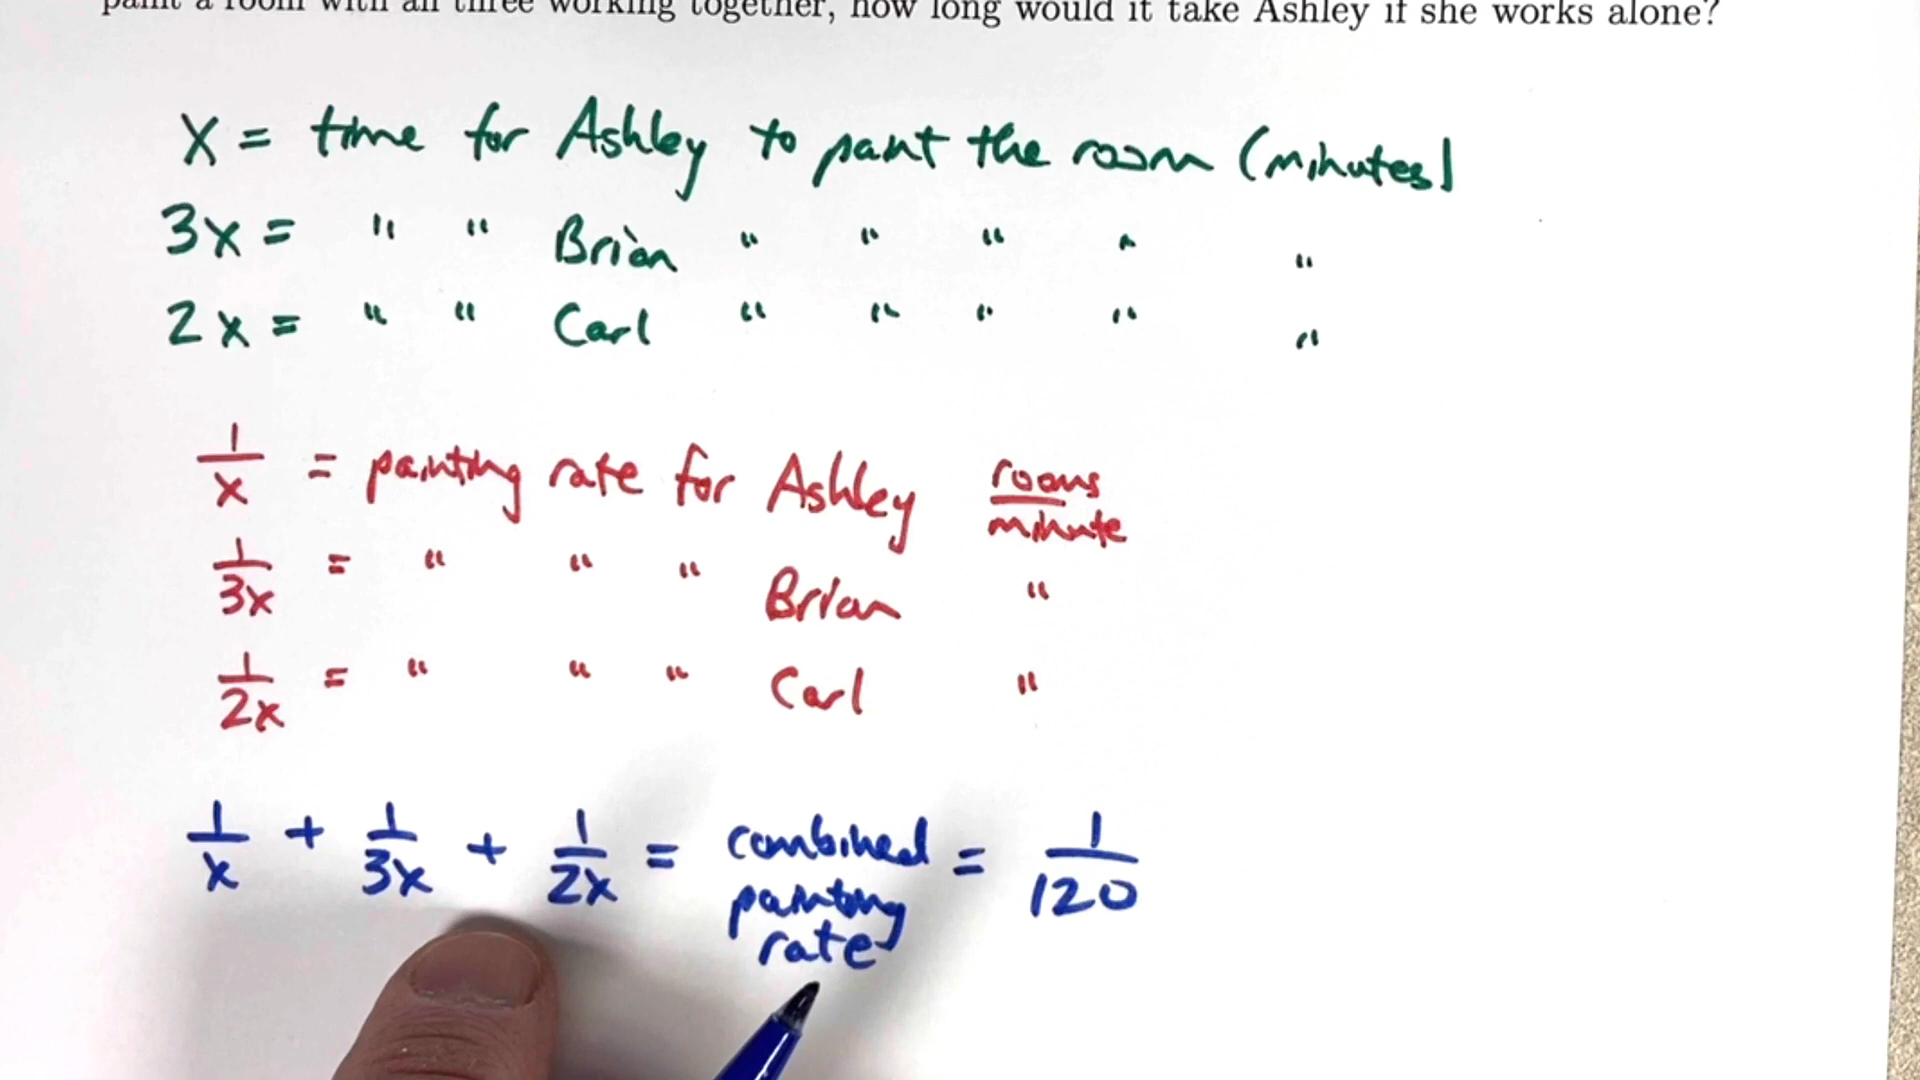 paint a room with all three working together, how long would it take Ashley if she works alone?
x = time for Ashley to paint the room (minutes)
3x = " " Brian " " " " "
2x = " " Carl " " " " "
1/x = painting rate for Ashley rooms/minute
1/3x = " " " Brian "
1/2x = " " " Carl "
1/x + 1/3x + 1/2x = combined painting rate = 1/120